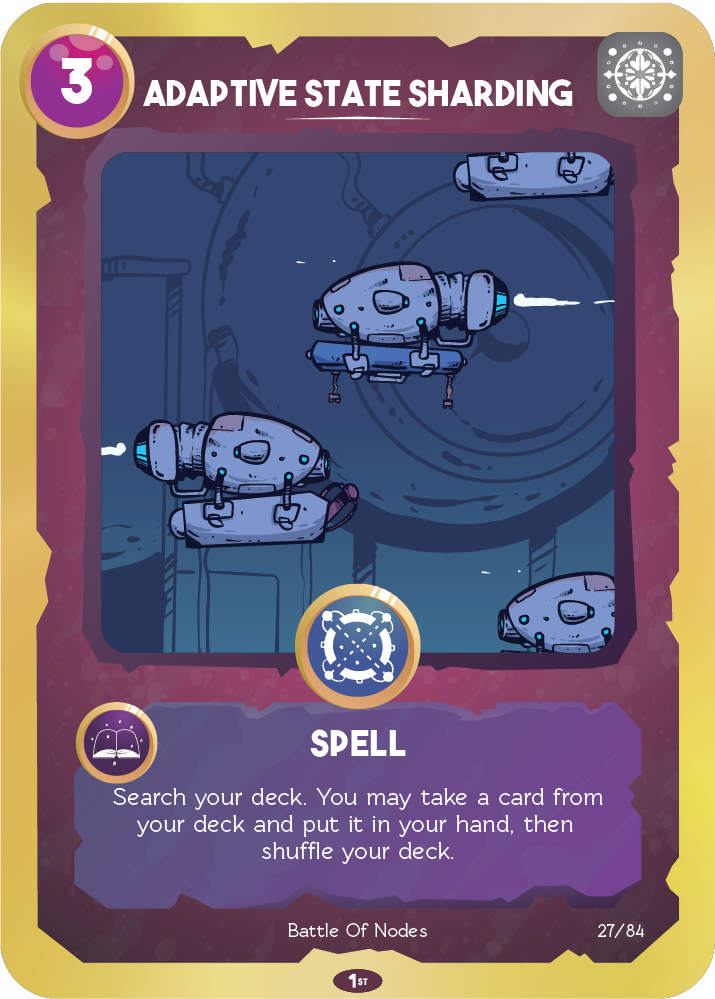 3
ADAPTIVE STATE SHARDING
SPELL
Search your deck. You may take a card from
your deck and put it in your hand, then
shuffle your deck.
Battle Of Nodes
27/84
1ST